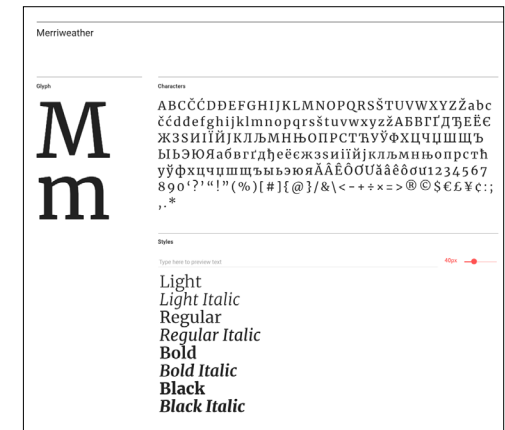 Merriweather
Glyph
M
m
Characters
ABCČĆDĐEFGHIJKLMNOPQRSŠTUVWXYZŽabc
čćdđefghijklmnopqrsštuvwxyzžАБВГҐДЂЕЁЄ
ЖЗЅИІЇЙЈКЛЉМНЊОПРСТЋУЎФХЦЧЏШЩЪ
ЫЬЭЮЯабвгґдђеёєжзѕиіїйјклљмнњопрстћ
уўфхцчџшщъыьэюяĂÂÊÔƠƯăâêôơư1234567
890‘?’“!”(%)[#]{@}/&\<-+÷×=>®©$€£¥¢:;
,.*
Styles
Type here to preview text
40px
Light
Light Italic
Regular
Regular Italic
Bold
Bold Italic
Black
Black Italic